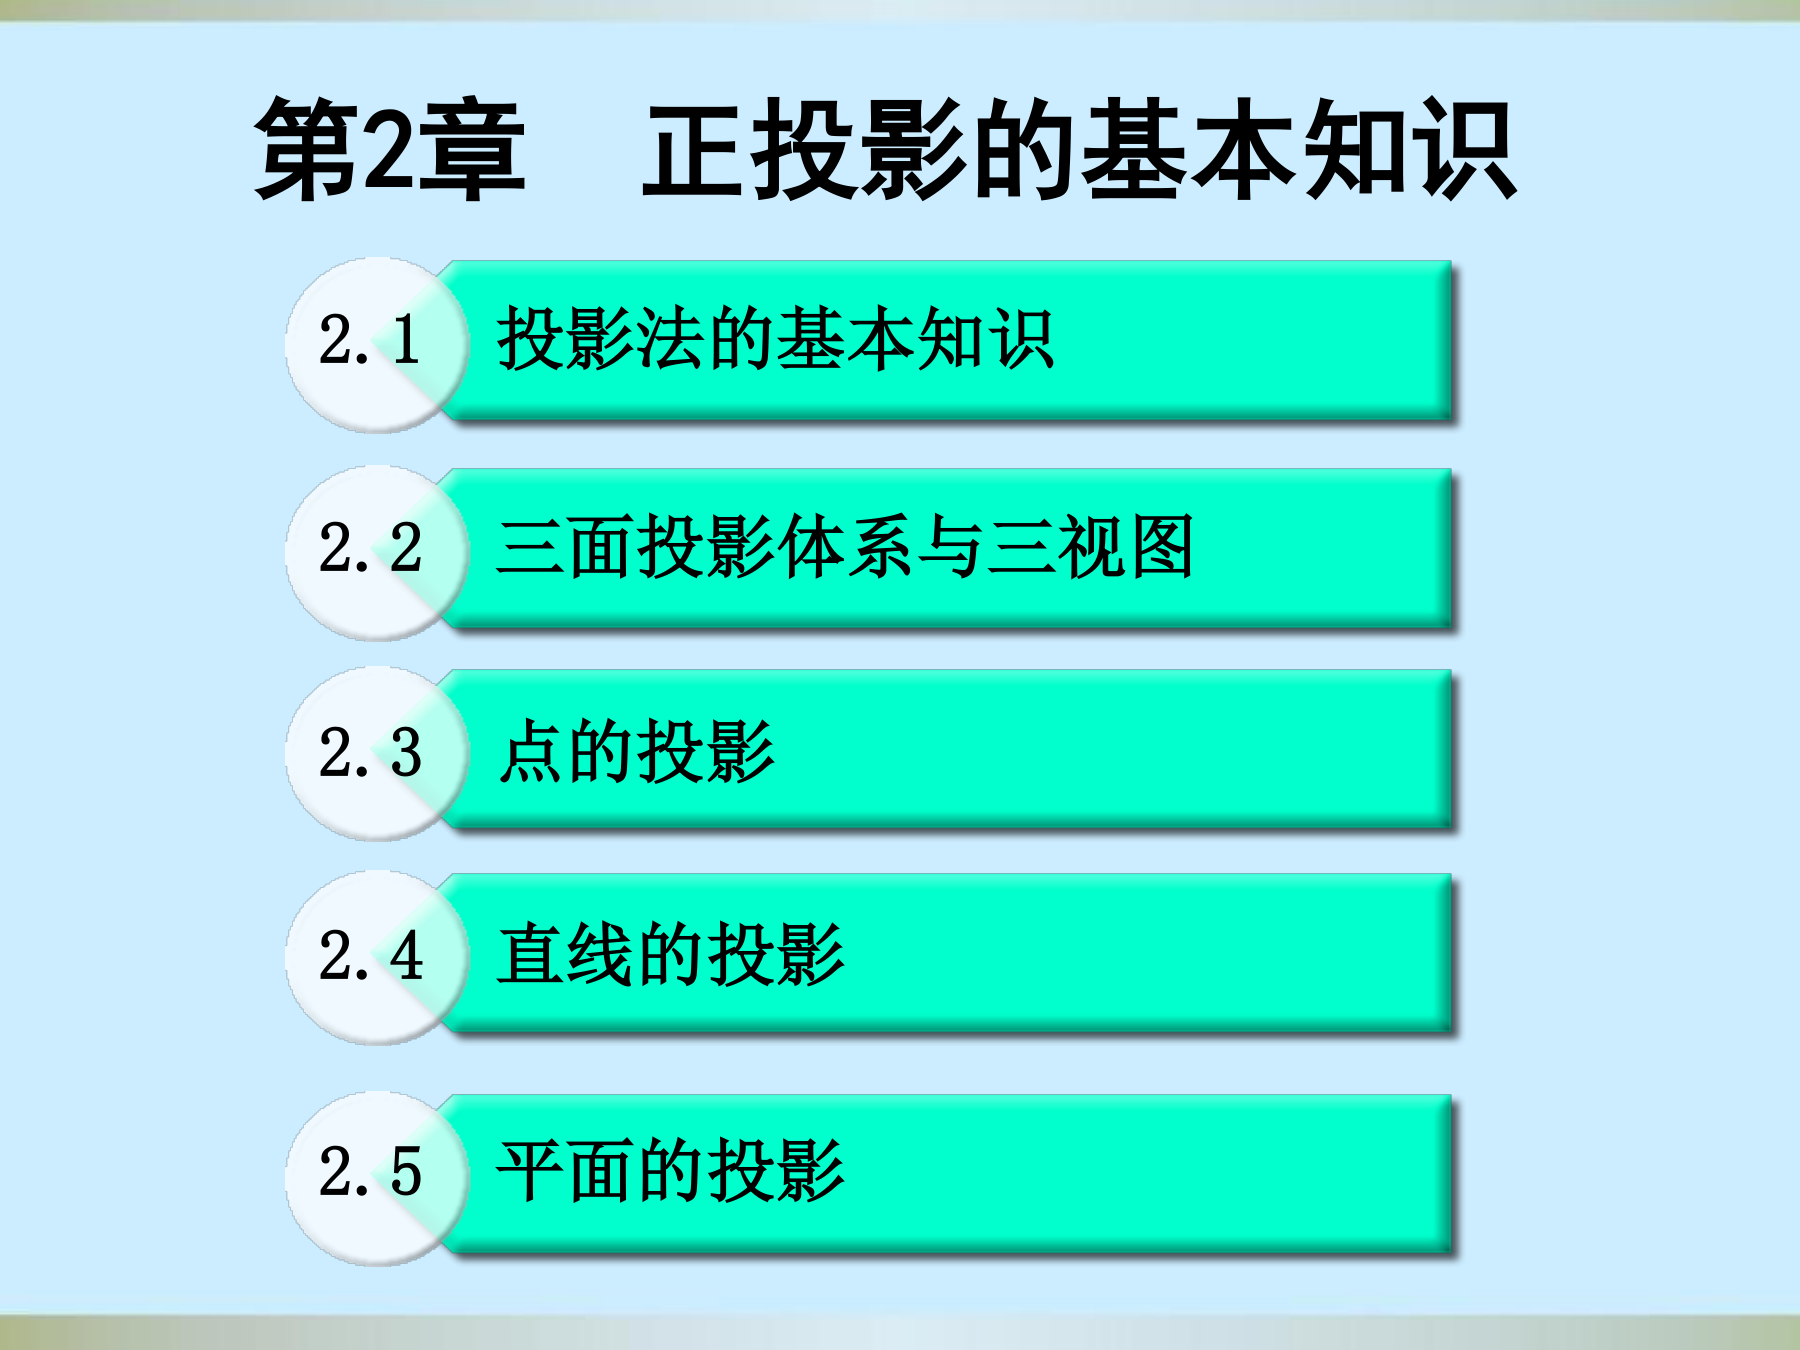 第2章 正投影的基本知识
2.1 投影法的基本知识
2.2 三面投影体系与三视图
2.3 点的投影
2.4 直线的投影
2.5 平面的投影